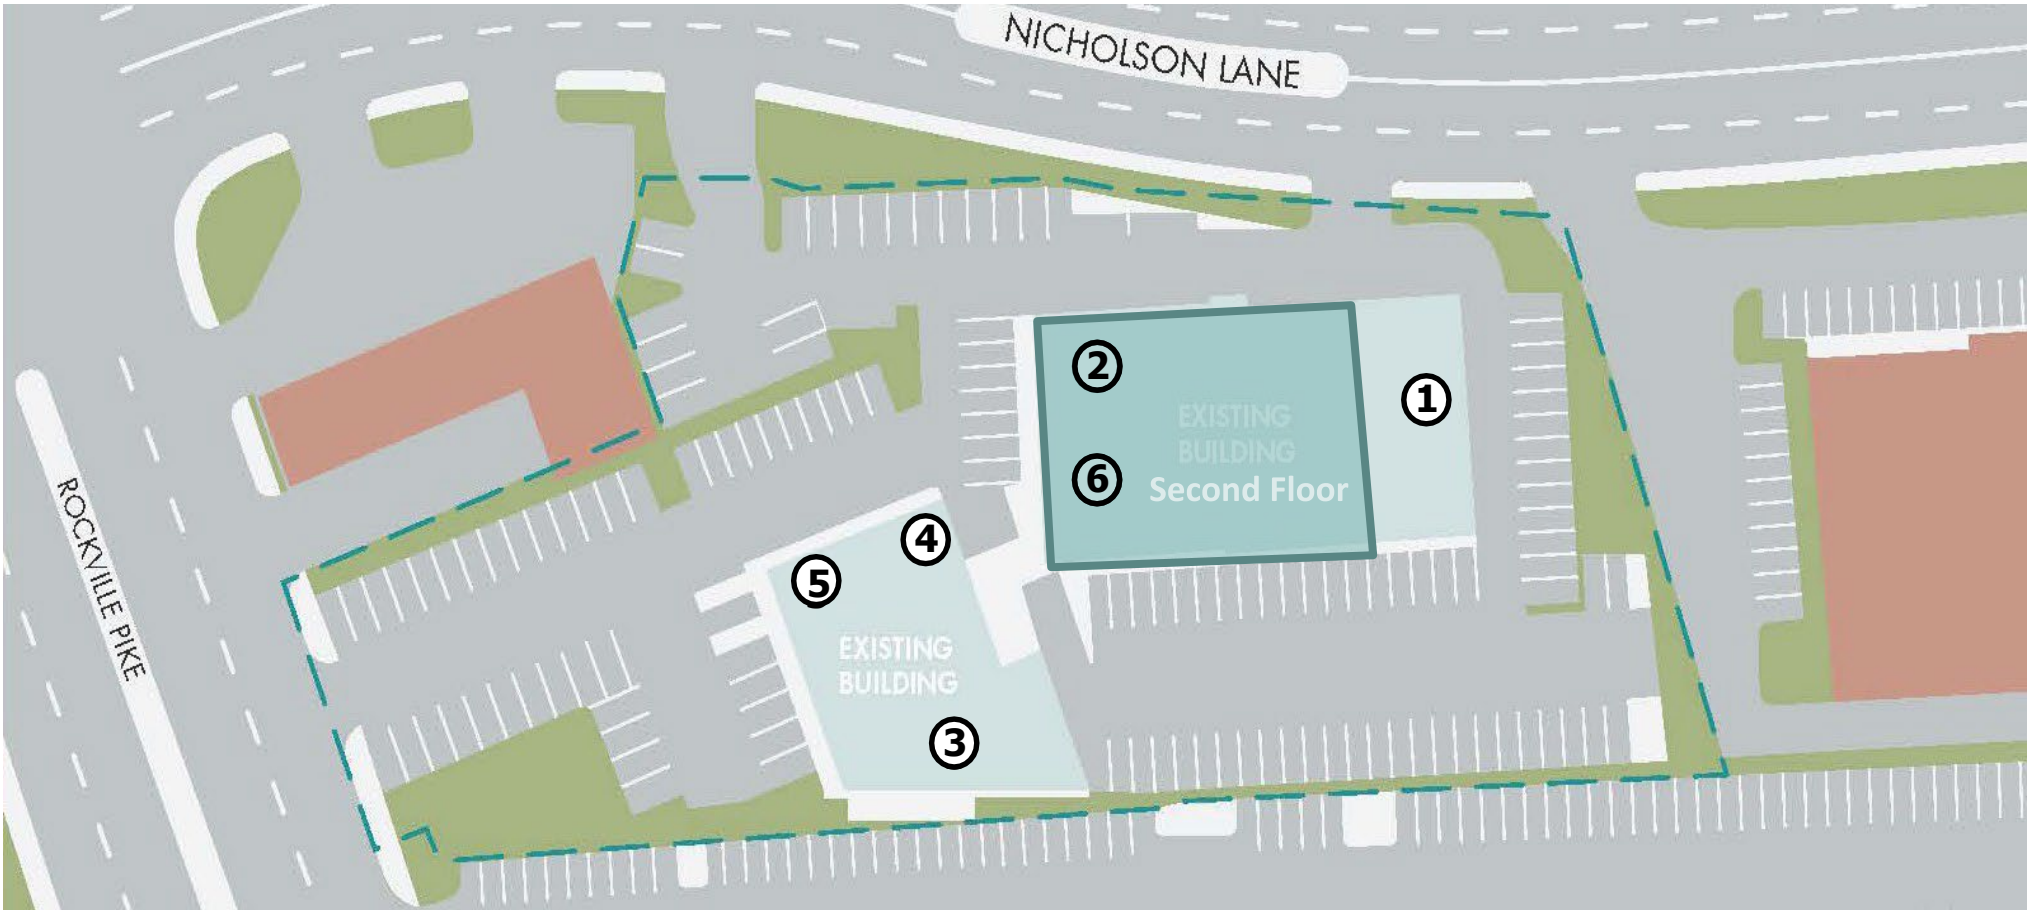 NICHOLSON LANE
ROCKVILLE PIKE
2
1
EXISTING
BUILDING
6
Second Floor
4
5
EXISTING
BUILDING
3